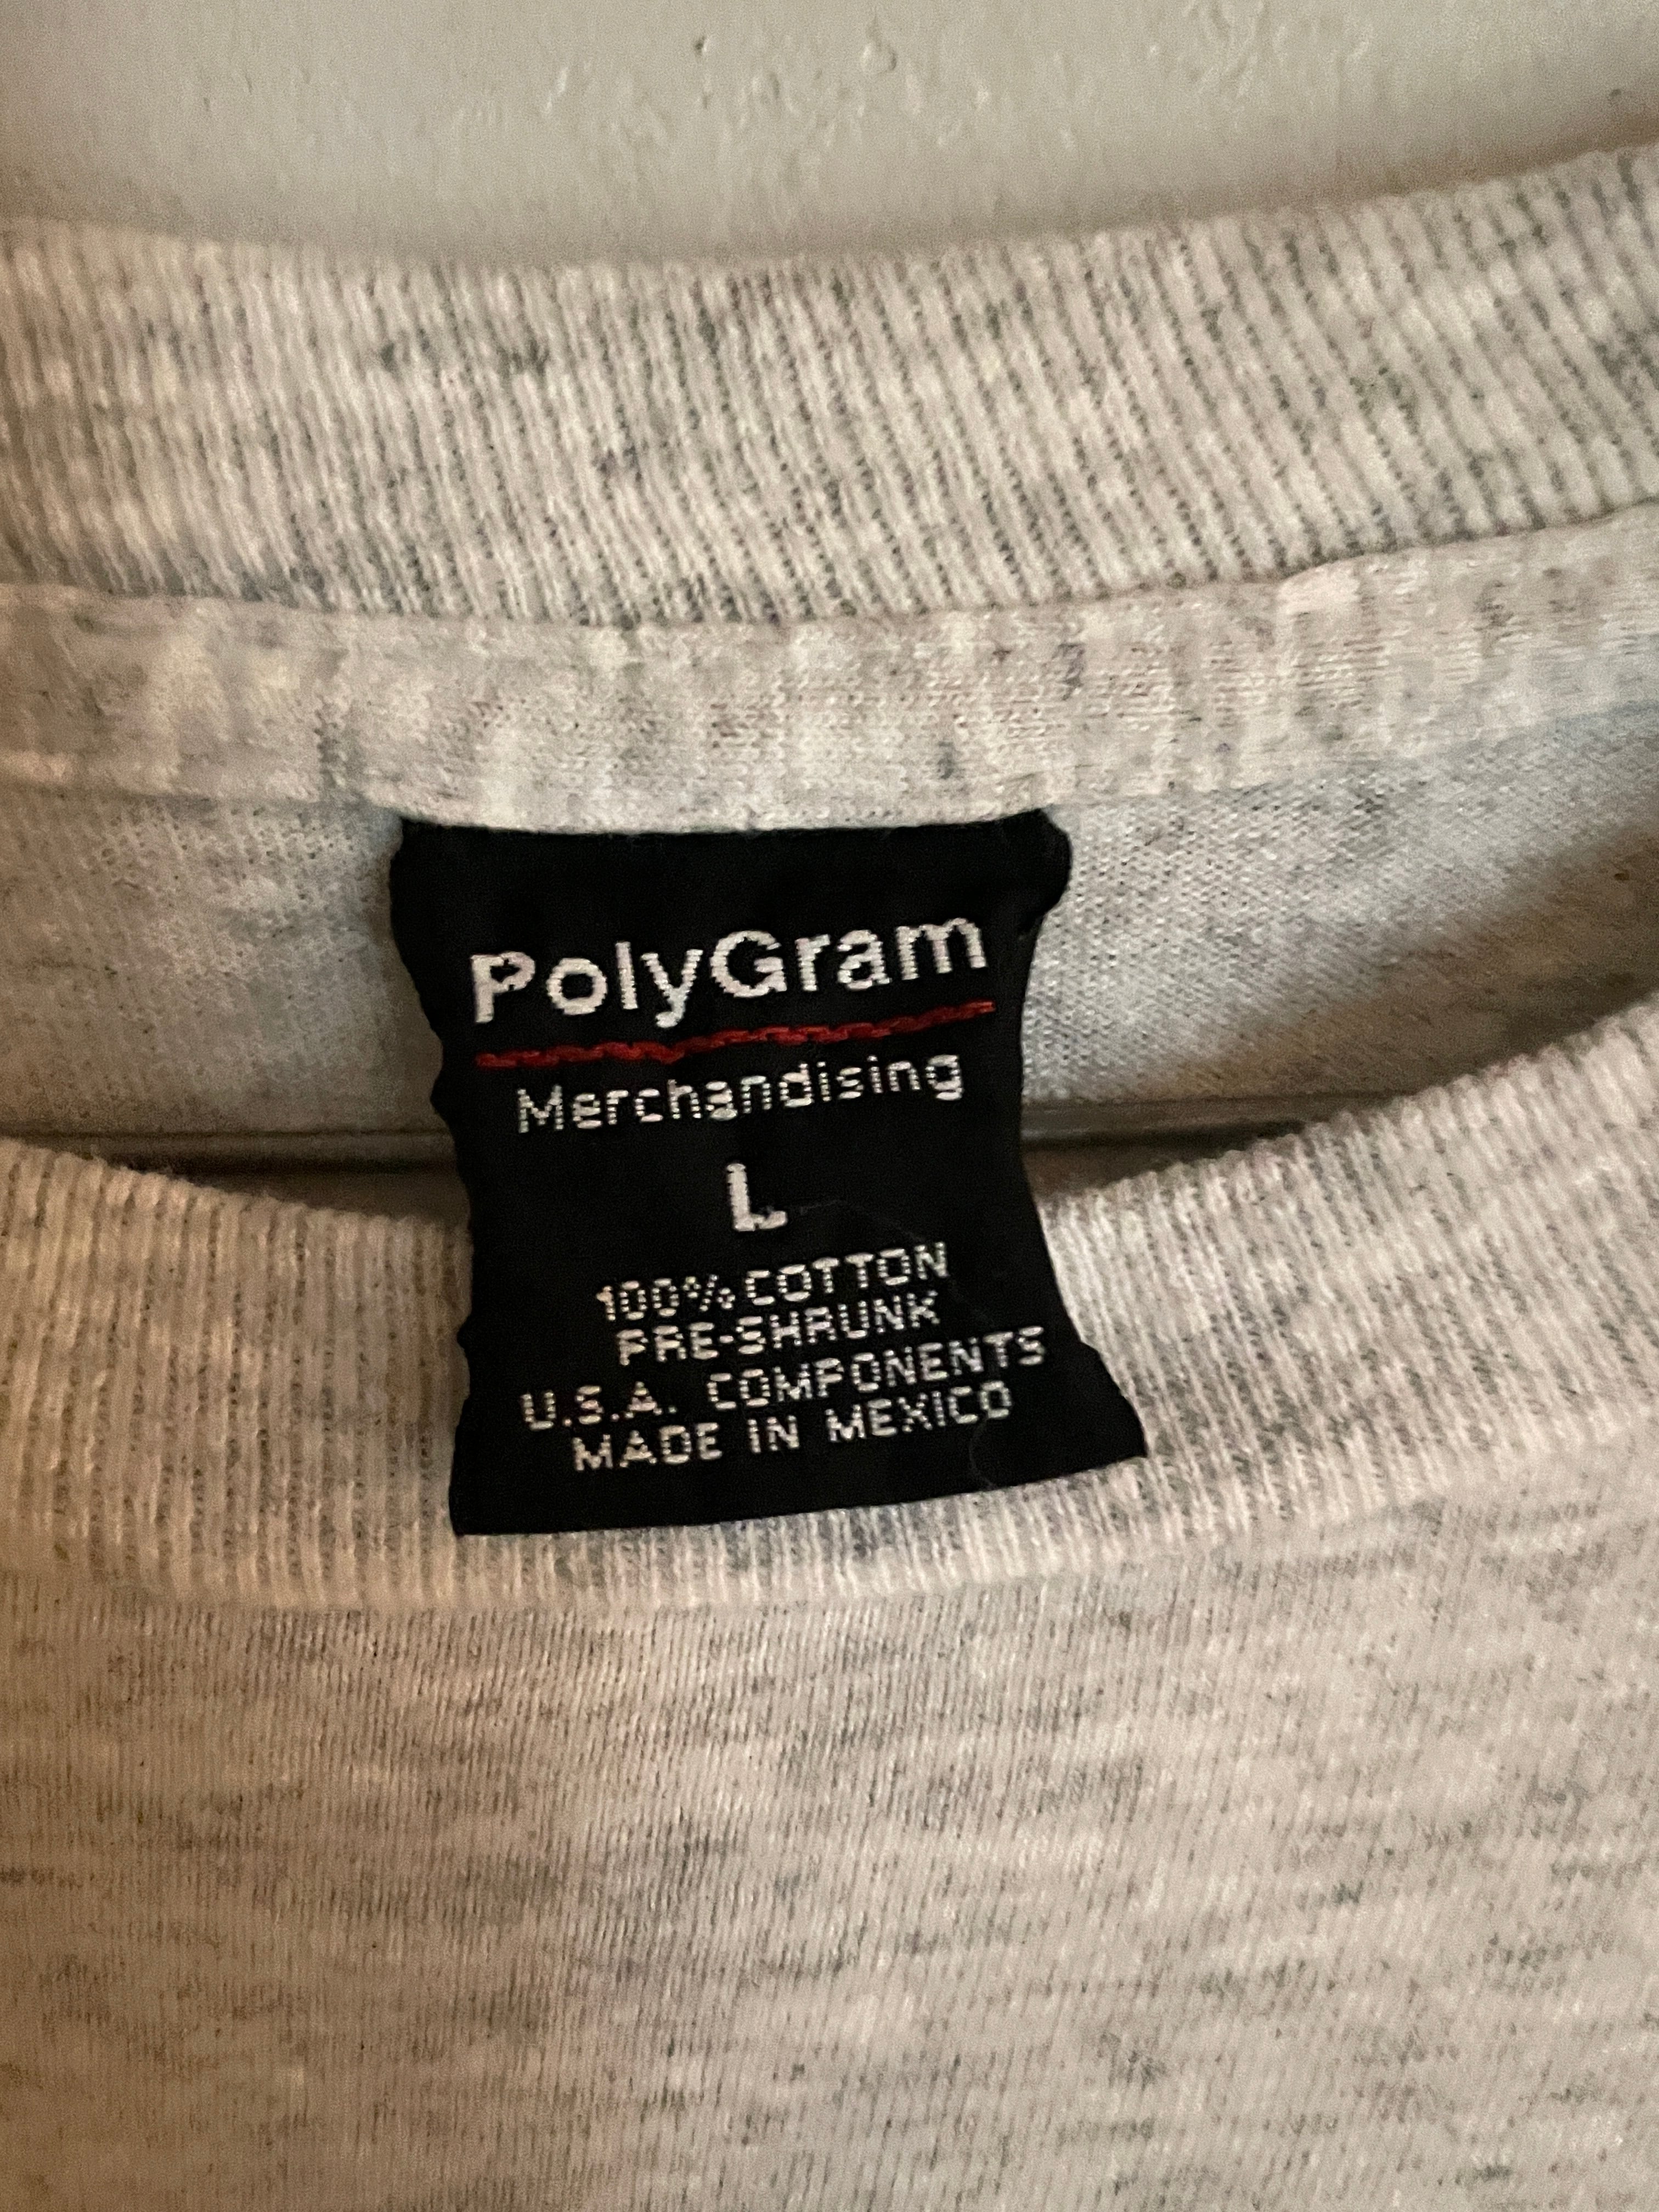 PolyGram
Merchandising
L
100% COTTON
PRE-SHRUNK
U.S.A. COMPONENTS
MADE IN MEXICO